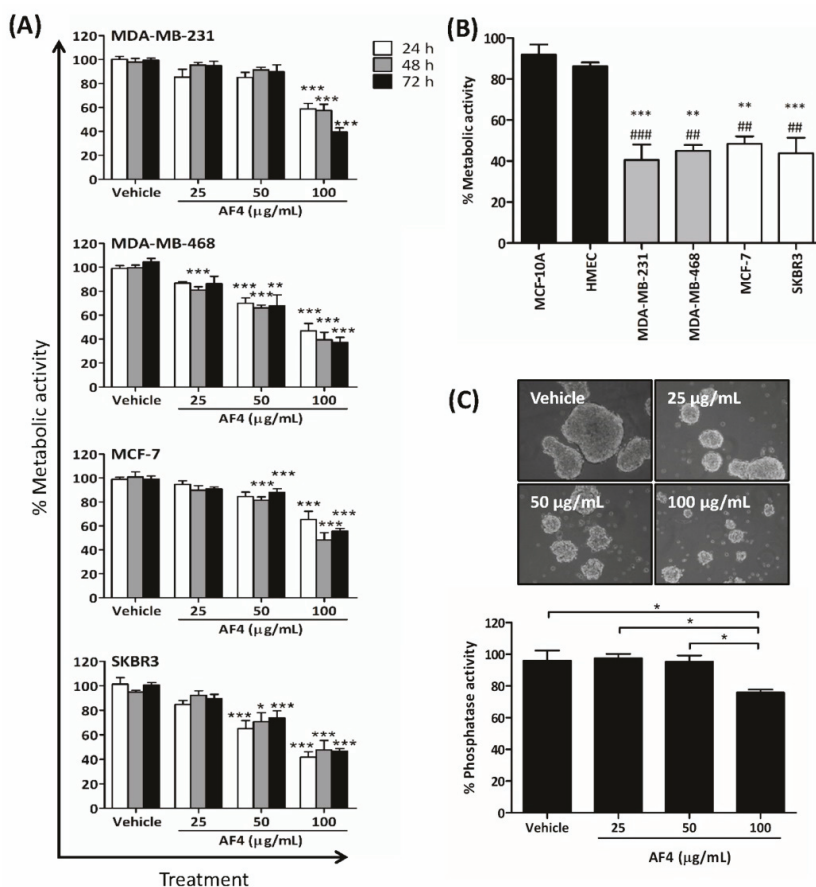 (A)
MDA-MB-231
24 h
48 h
72 h
120
100
80
60
40
20
0
*** *** ***
Vehicle 25 50 100
AF4 (μg/mL)
MDA-MB-468
120
100
80
60
40
20
0
*** *** *** ** *** *** ***
Vehicle 25 50 100
AF4 (μg/mL)
MCF-7
120
100
80
60
40
20
0
*** *** *** *** ***
Vehicle 25 50 100
AF4 (μg/mL)
SKBR3
120
100
80
60
40
20
0
*** * *** *** *** ***
Vehicle 25 50 100
AF4 (μg/mL)
% Metabolic activity
Treatment
(B)
% Metabolic activity
100
80
60
40
20
0
*** ** ** ***
### ## ## ##
MCF-10A
HMEC
MDA-MB-231
MDA-MB-468
MCF-7
SKBR3
(C)
Vehicle
25 μg/mL
50 μg/mL
100 μg/mL
% Phosphatase activity
120
100
80
60
40
20
0
*
*
*
Vehicle 25 50 100
AF4 (μg/mL)